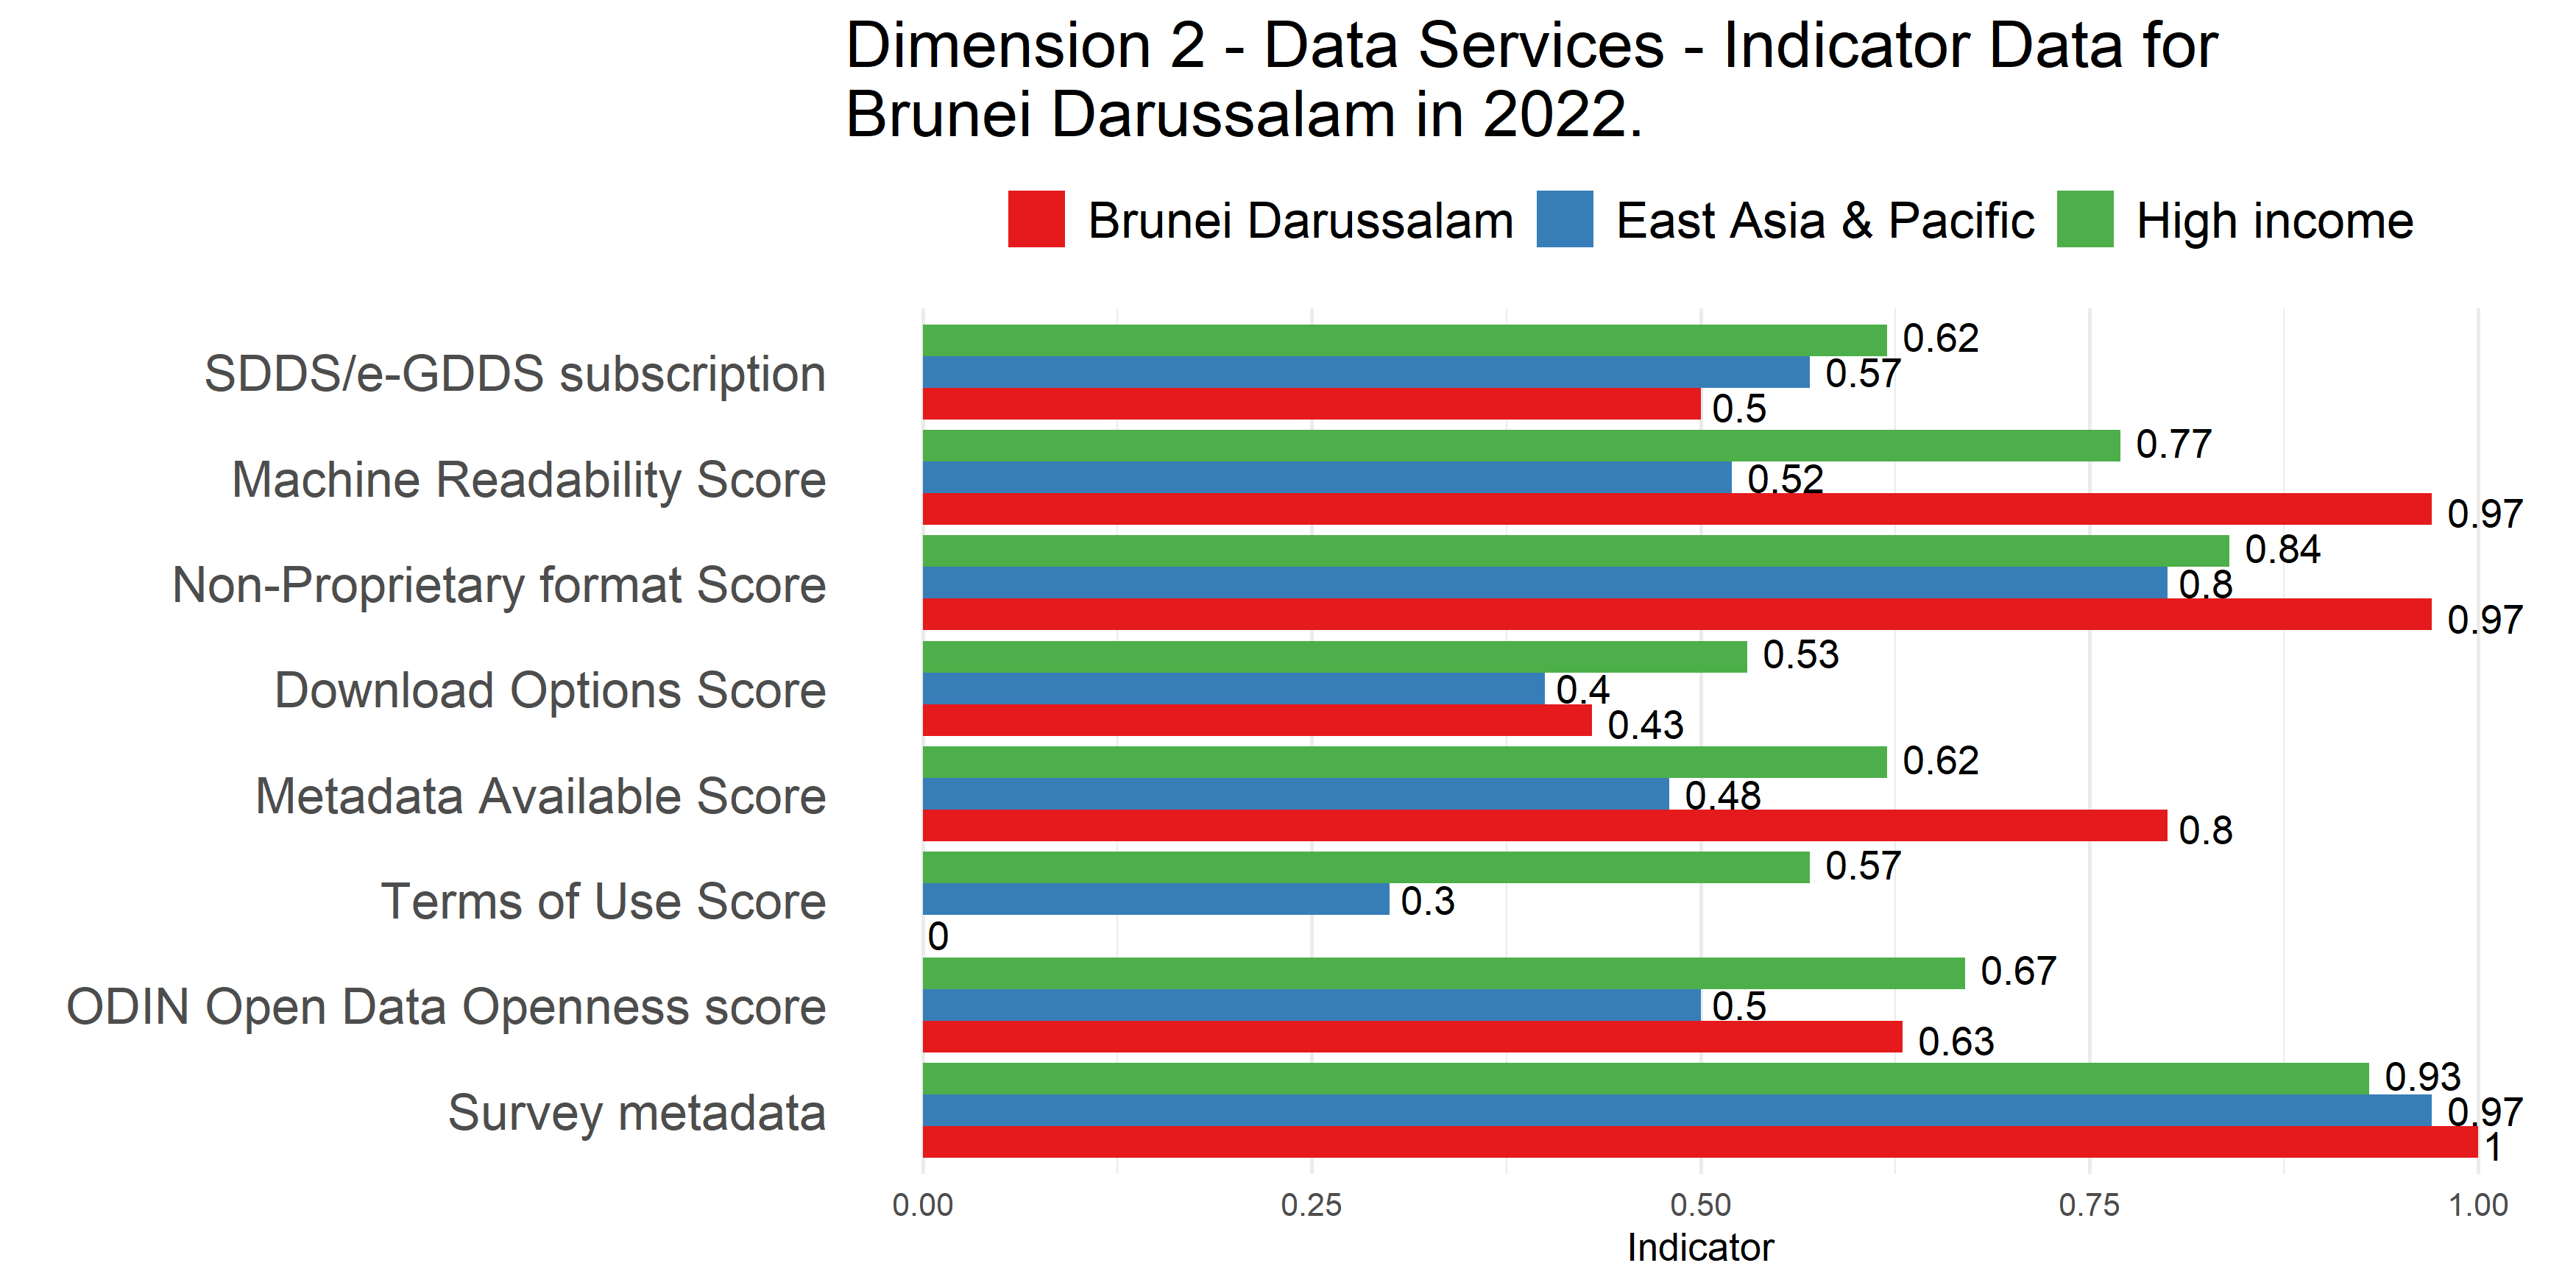 Dimension 2 - Data Services - Indicator Data for
Brunei Darussalam in 2022.
Brunei Darussalam East Asia & Pacific High income
SDDS/e-GDDS subscription
0.62
0.57
0.5
Machine Readability Score
0.77
0.52
0.97
Non-Proprietary format Score
0.84
0.8
0.97
Download Options Score
0.53
0.4
0.43
Metadata Available Score
0.62
0.48
0.8
Terms of Use Score
0.57
0.3
0
ODIN Open Data Openness score
0.67
0.5
0.63
Survey metadata
0.93
0.97
1
0.00 0.25 0.50 0.75 1.00
Indicator